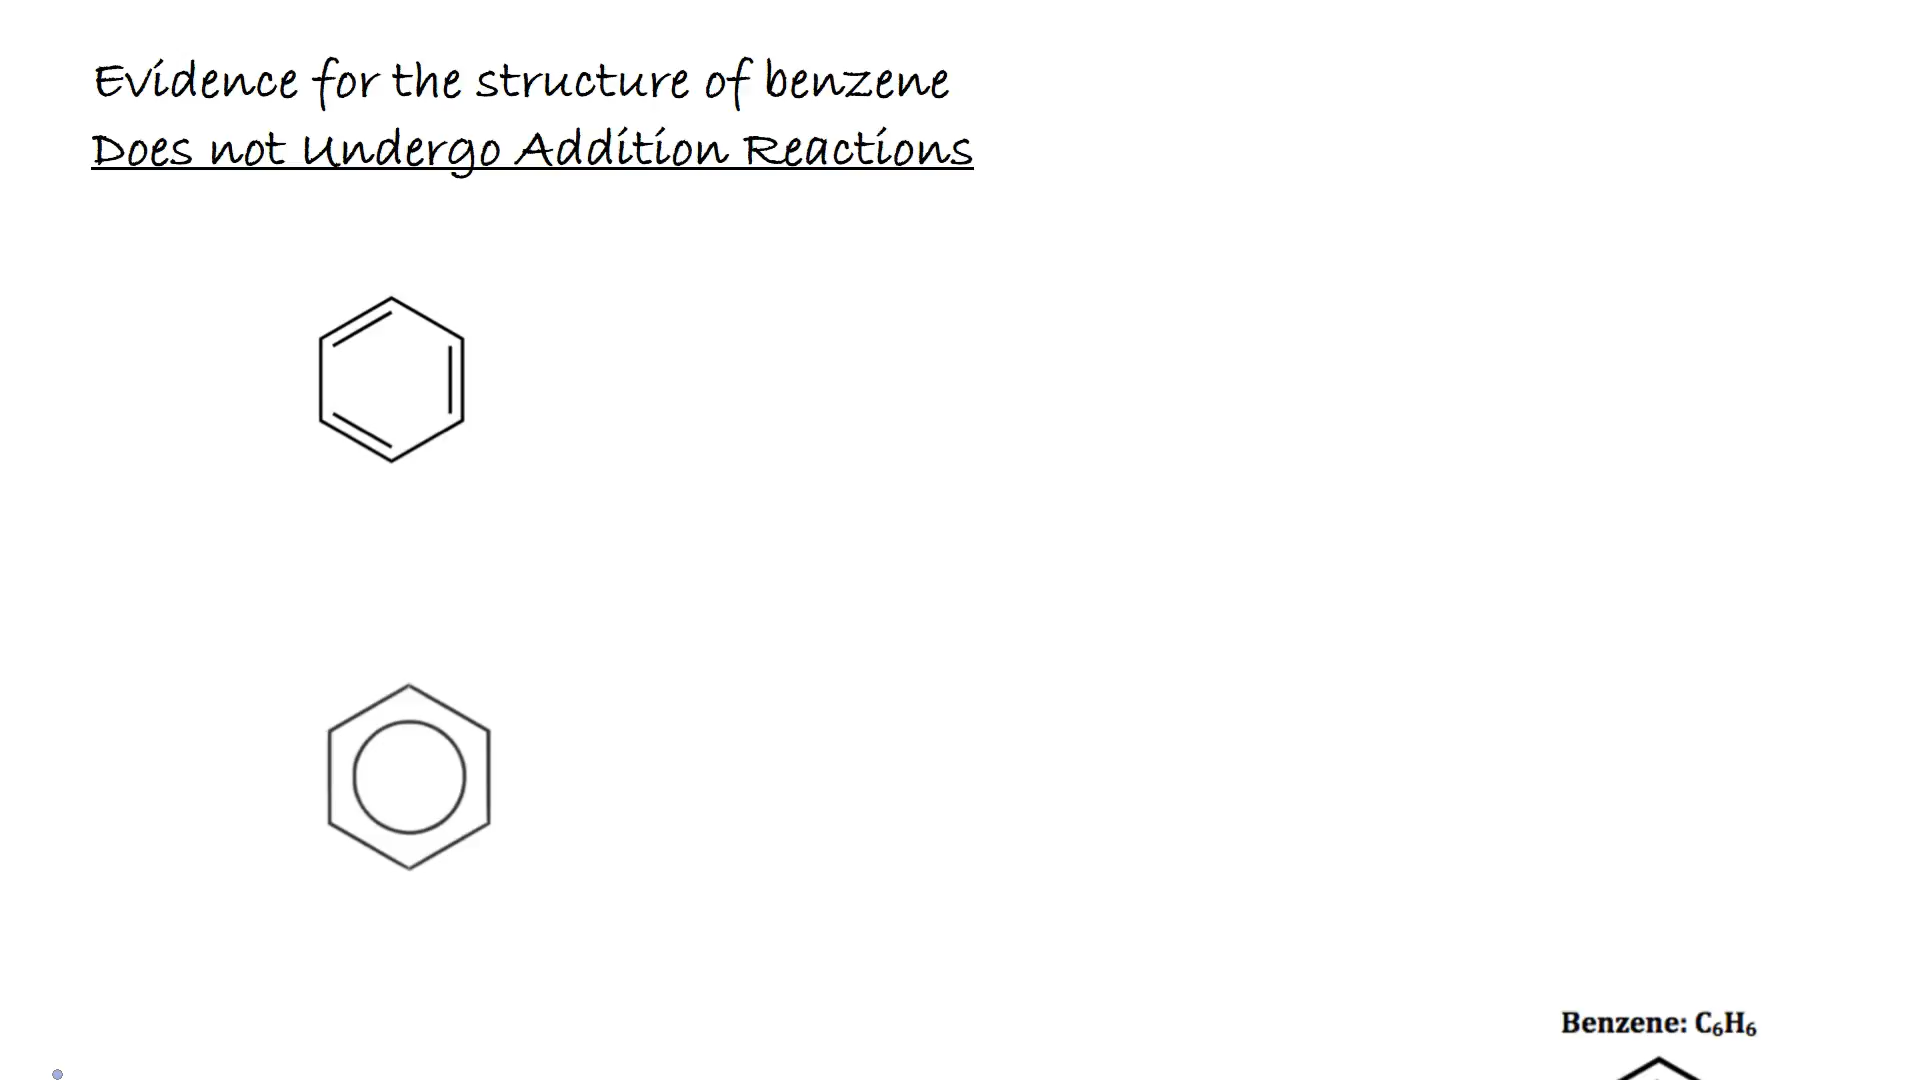 Evidence for the structure of benzene
Does not Undergo Addition Reactions
Benzene: C₆H₆